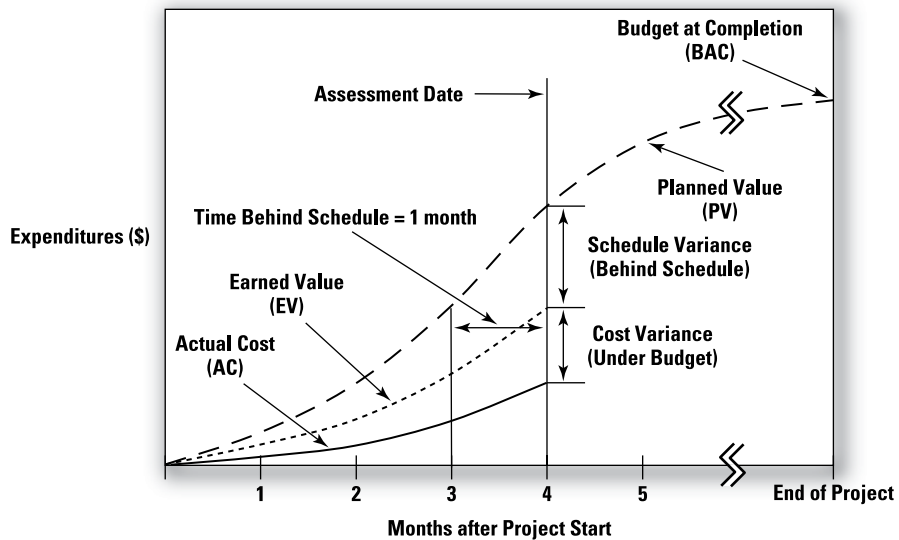 Budget at Completion
(BAC)
Assessment Date
Planned Value
(PV)
Time Behind Schedule = 1 month
Expenditures ($)
Schedule Variance
(Behind Schedule)
Earned Value
(EV)
Cost Variance
(Under Budget)
Actual Cost
(AC)
1
2
3
4
5
End of Project
Months after Project Start